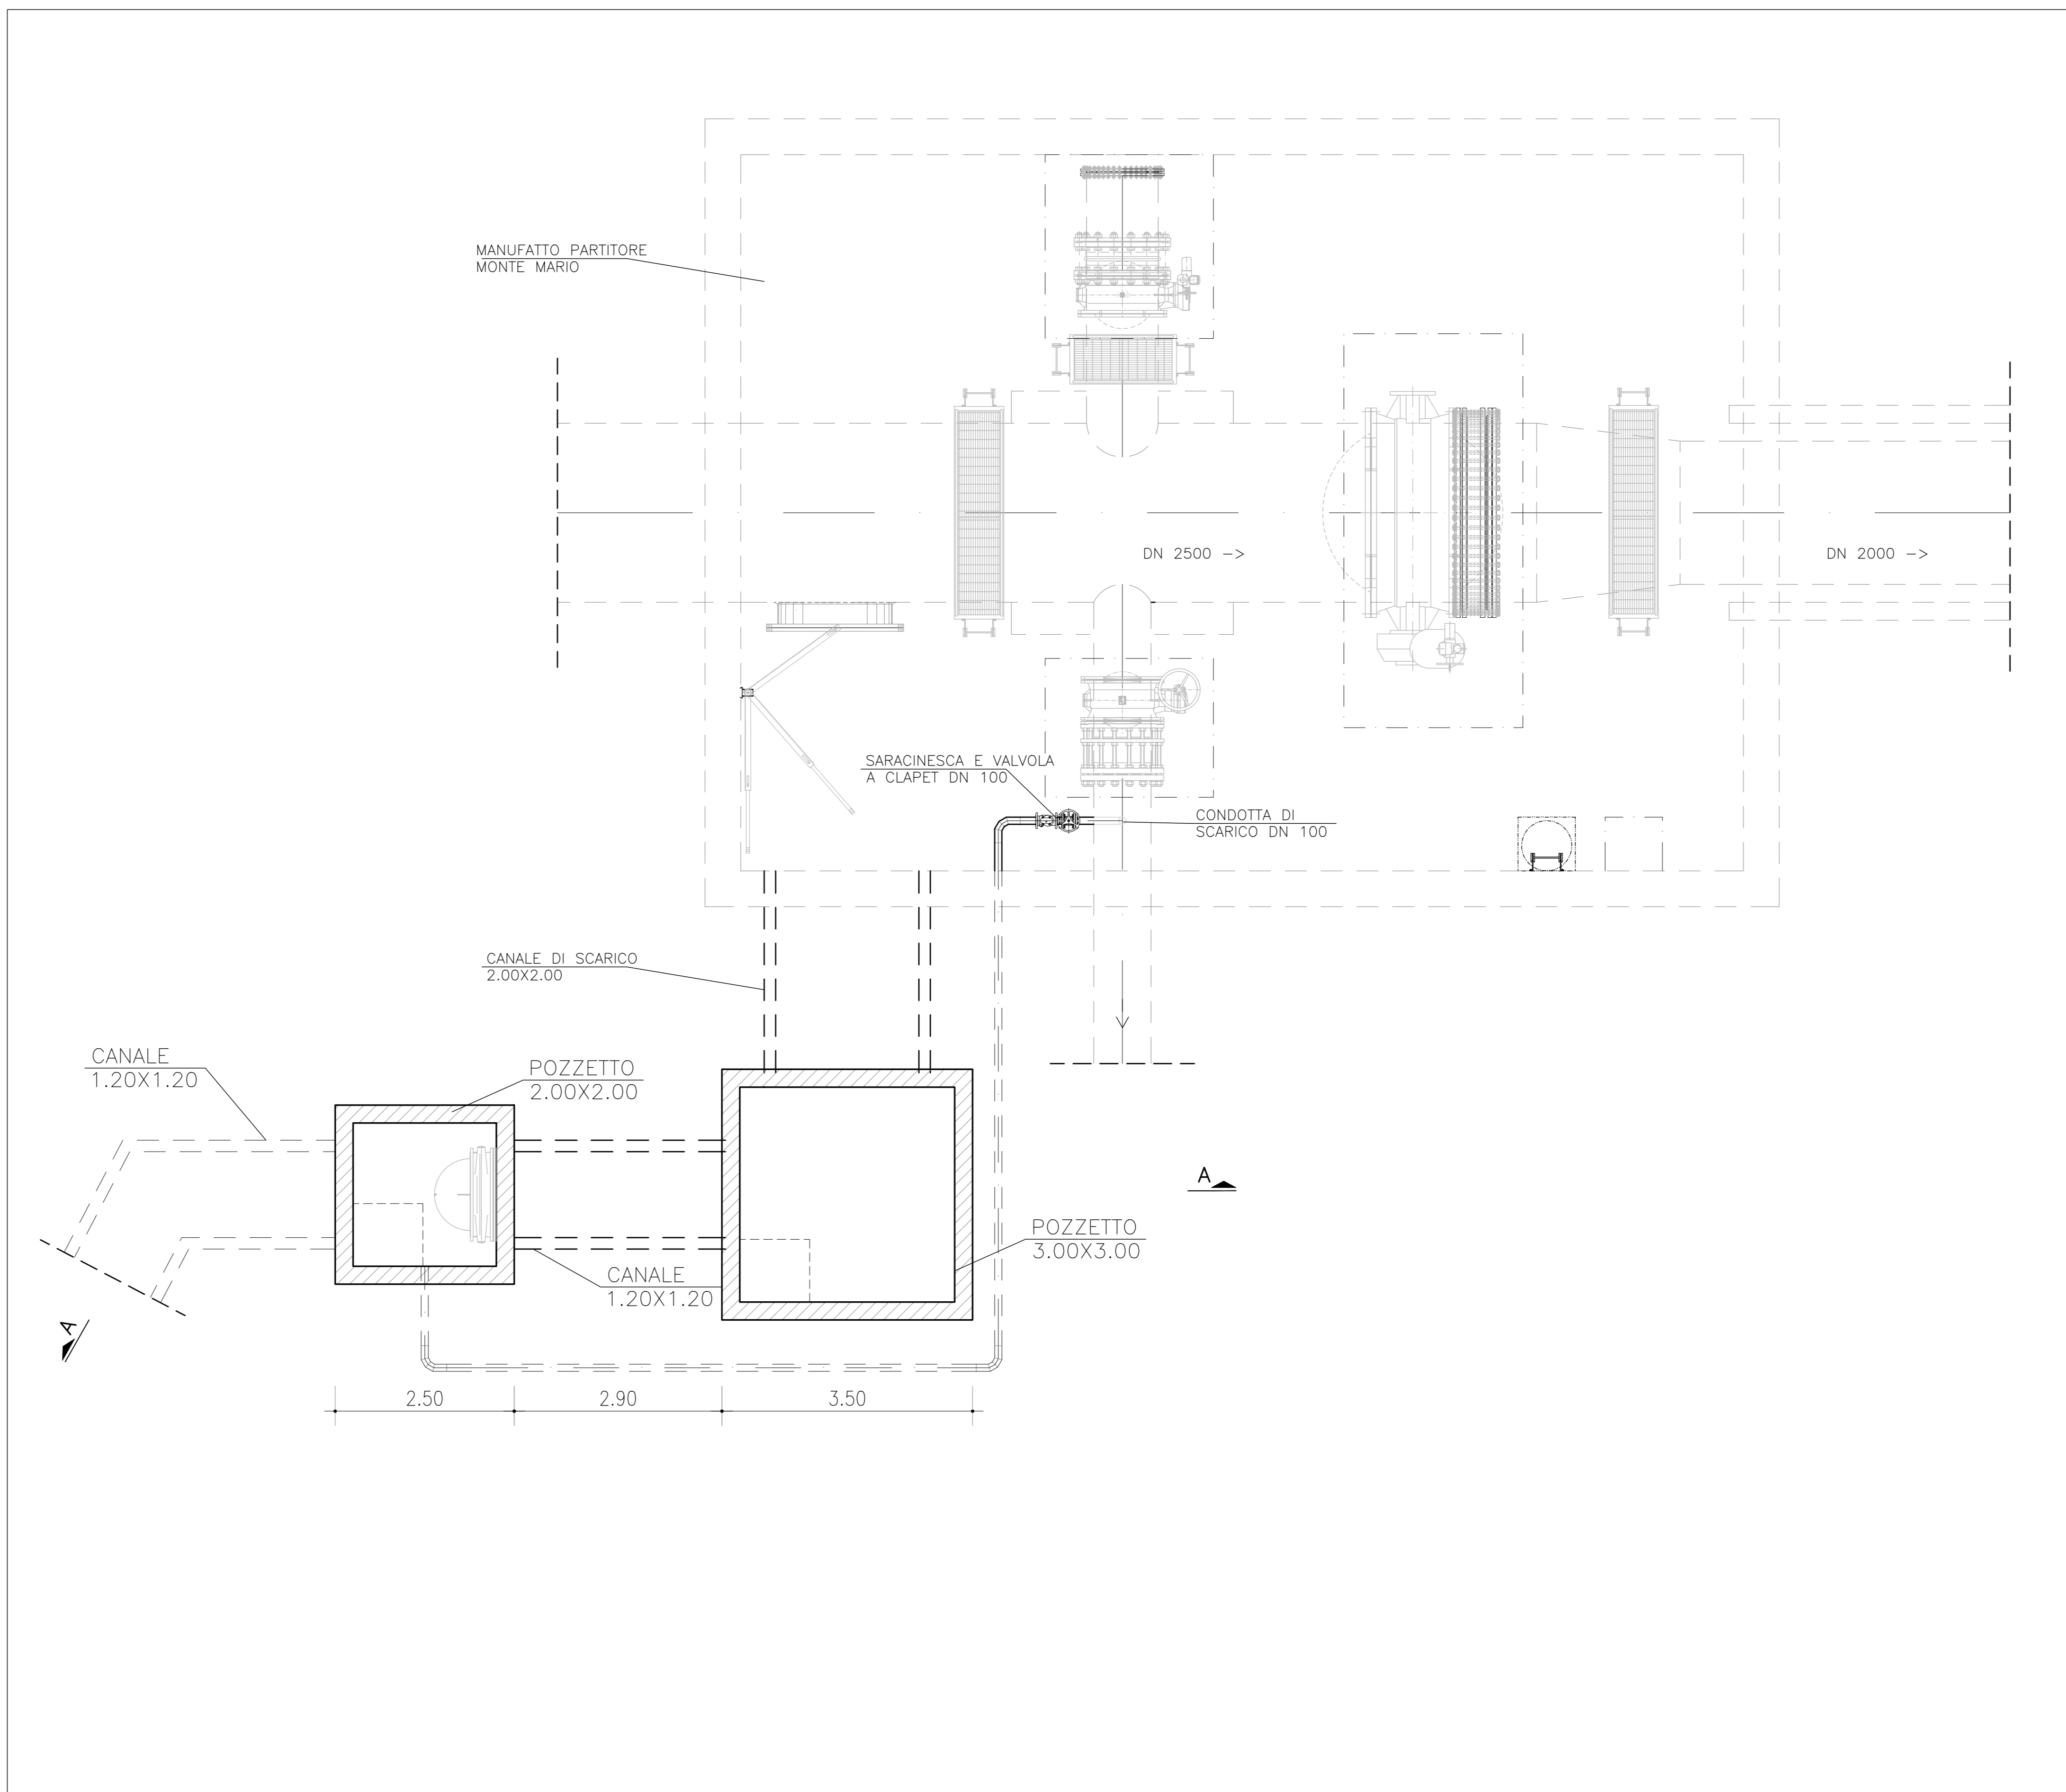 MANUFATTO PARTITORE
MONTE MARIO
DN 2500 ->
DN 2000 ->
SARACINESCA E VALVOLA
A CLAPET DN 100
CONDOTTA DI
SCARICO DN 100
CANALE DI SCARICO
2.00X2.00
CANALE
1.20X1.20
POZZETTO
2.00X2.00
A
POZZETTO
3.00X3.00
CANALE
1.20X1.20
A
2.50
2.90
3.50